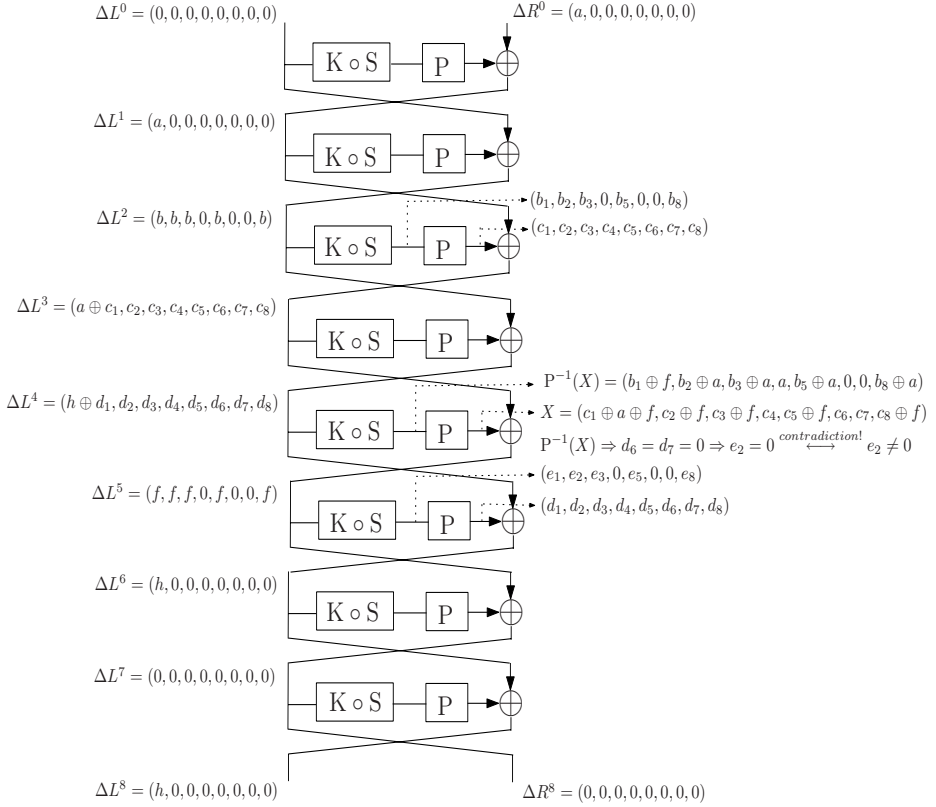 ΔL⁰ = (0,0,0,0,0,0,0,0)
ΔR⁰ = (a,0,0,0,0,0,0,0)
K∘S
P
ΔL¹ = (a,0,0,0,0,0,0,0)
K∘S
P
ΔL² = (b,b,b,0,b,0,0,b)
(b₁, b₂, b₃, 0, b₅, 0, 0, b₈)
(c₁, c₂, c₃, c₄, c₅, c₆, c₇, c₈)
K∘S
P
ΔL³ = (a ⊕ c₁, c₂, c₃, c₄, c₅, c₆, c₇, c₈)
K∘S
P
P⁻¹(X) = (b₁ ⊕ f, b₂ ⊕ a, b₃ ⊕ a, a, b₅ ⊕ a, 0, 0, b₈ ⊕ a)
ΔL⁴ = (h ⊕ d₁, d₂, d₃, d₄, d₅, d₆, d₇, d₈)
X = (c₁ ⊕ a ⊕ f, c₂ ⊕ f, c₃ ⊕ f, c₄, c₅ ⊕ f, c₆, c₇, c₈ ⊕ f)
K∘S
P
P⁻¹(X) ⇒ d₆ = d₇ = 0 ⇒ e₂ = 0 contradiction! ⟷ e₂ ≠ 0
(e₁, e₂, e₃, 0, e₅, 0, 0, e₈)
ΔL⁵ = (f, f, f, 0, f, 0, 0, f)
(d₁, d₂, d₃, d₄, d₅, d₆, d₇, d₈)
K∘S
P
ΔL⁶ = (h,0,0,0,0,0,0,0)
K∘S
P
ΔL⁷ = (0,0,0,0,0,0,0,0)
K∘S
P
ΔL⁸ = (h,0,0,0,0,0,0,0)
ΔR⁸ = (0,0,0,0,0,0,0,0)